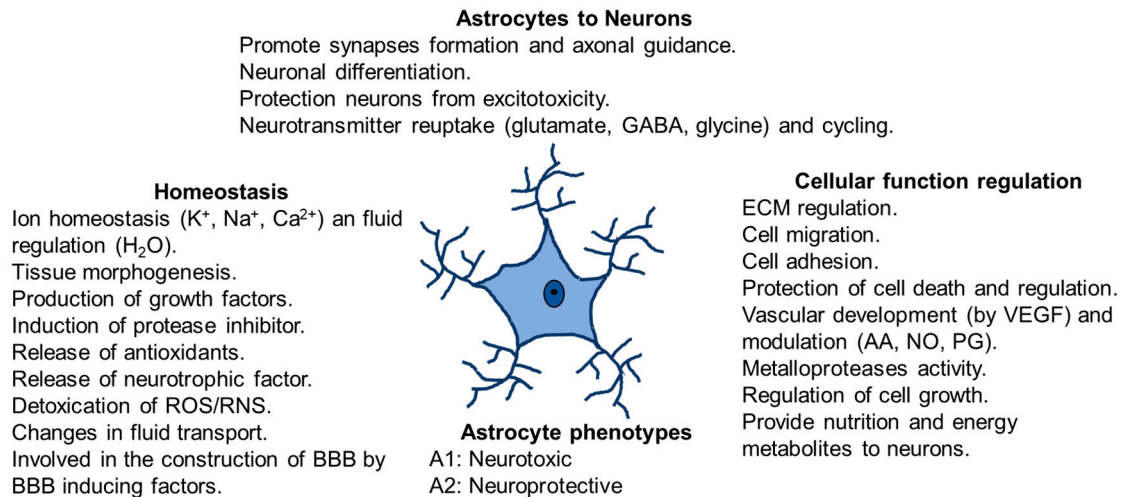 Astrocytes to Neurons
Promote synapses formation and axonal guidance.
Neuronal differentiation.
Protection neurons from excitotoxicity.
Neurotransmitter reuptake (glutamate, GABA, glycine) and cycling.
Homeostasis
Ion homeostasis (K⁺, Na⁺, Ca²⁺) an fluid
regulation (H₂O).
Tissue morphogenesis.
Production of growth factors.
Induction of protease inhibitor.
Release of antioxidants.
Release of neurotrophic factor.
Detoxication of ROS/RNS.
Changes in fluid transport.
Involved in the construction of BBB by
BBB inducing factors.
Astrocyte phenotypes
A1: Neurotoxic
A2: Neuroprotective
Cellular function regulation
ECM regulation.
Cell migration.
Cell adhesion.
Protection of cell death and regulation.
Vascular development (by VEGF) and
modulation (AA, NO, PG).
Metalloproteases activity.
Regulation of cell growth.
Provide nutrition and energy
metabolites to neurons.